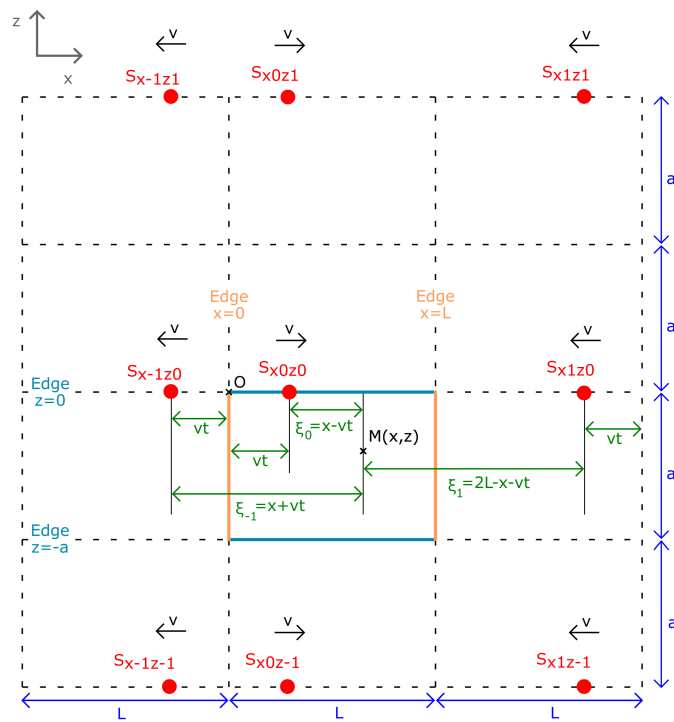 z
x
v
v
v
Sx-1z1
Sx0z1
Sx1z1
a
Edge
x=0
Edge
x=L
a
v
v
v
Sx-1z0
Sx0z0
Sx1z0
Edge
z=0
O
vt
ξ0=x-vt
M(x,z)
vt
vt
ξ1=2L-x-vt
ξ-1=x+vt
a
Edge
z=-a
v
v
v
a
Sx-1z-1
Sx0z-1
Sx1z-1
L
L
L